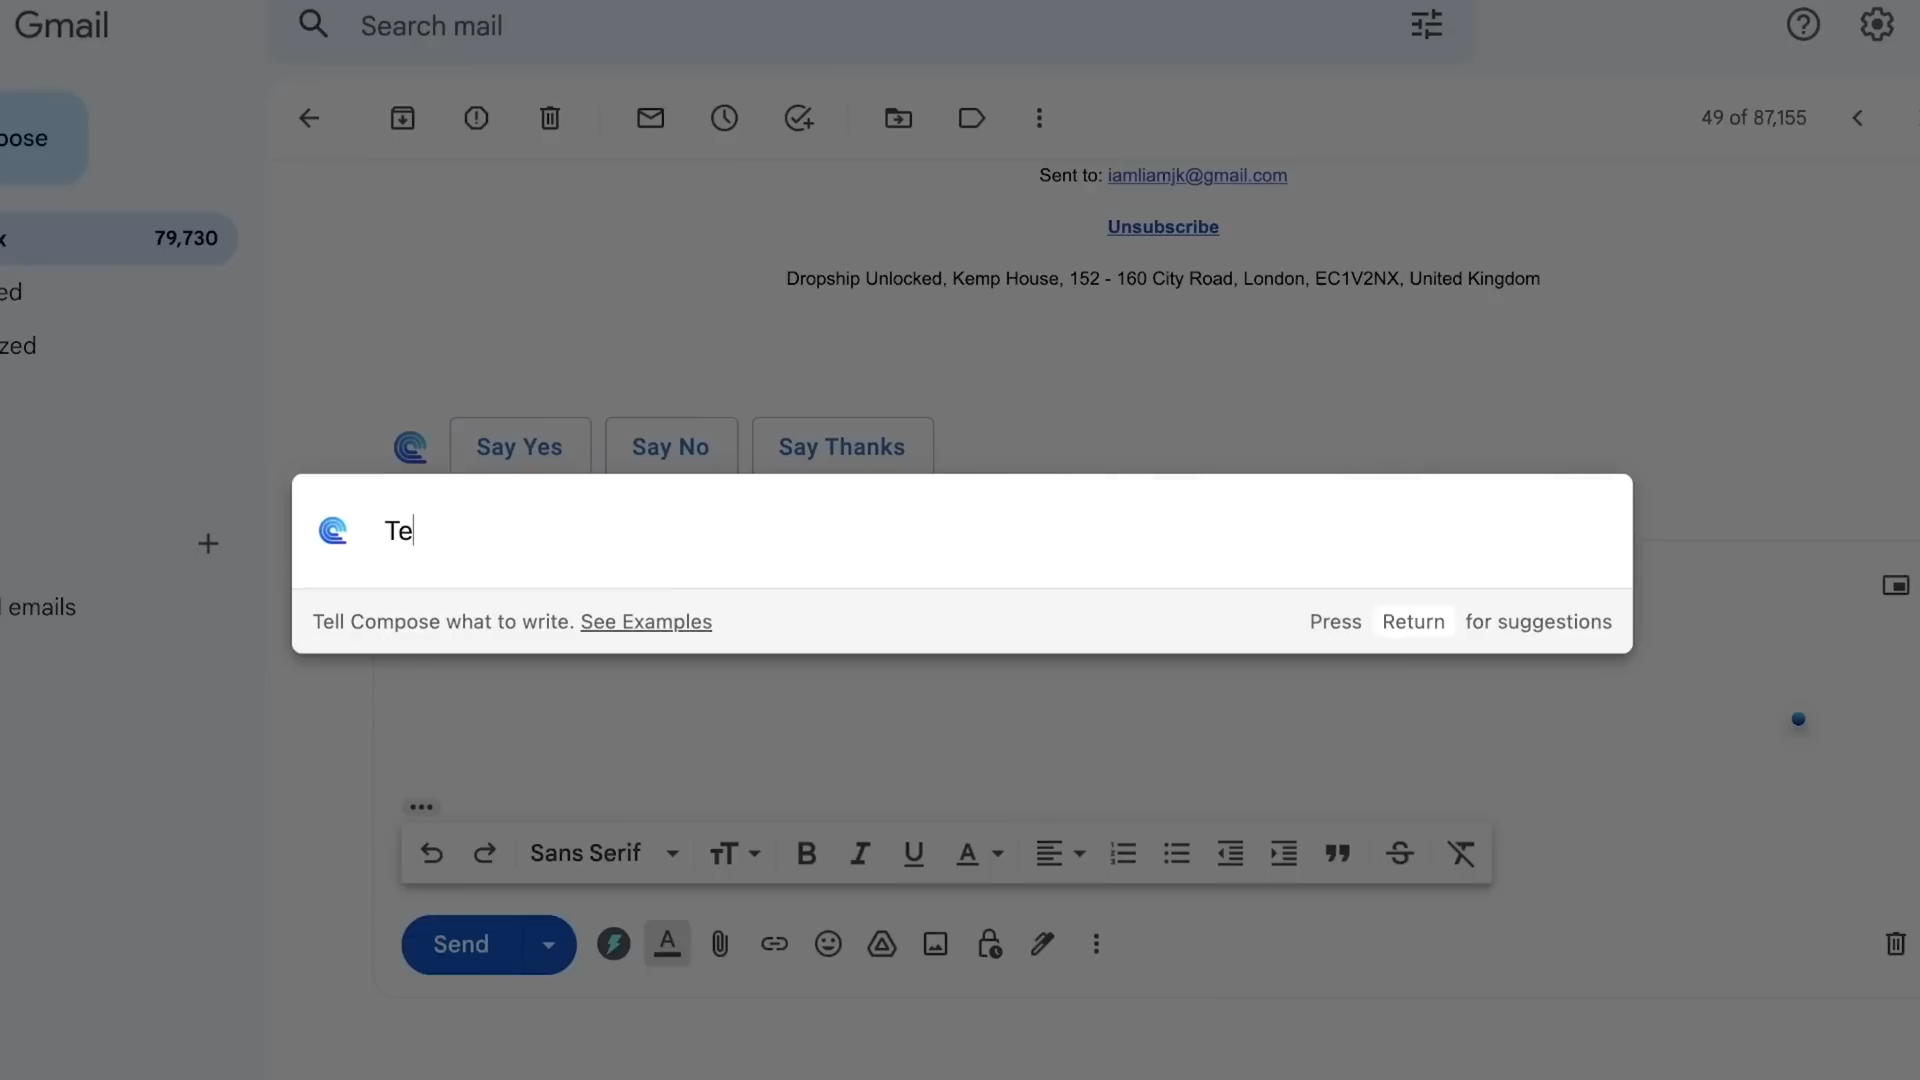 Gmail
Search mail
pose
49 of 87,155
Sent to: iamliamjk@gmail.com
Unsubscribe
x 79,730
Dropship Unlocked, Kemp House, 152 - 160 City Road, London, EC1V2NX, United Kingdom
ed
zed
Say Yes Say No Say Thanks
Te
emails
Tell Compose what to write. See Examples
Press Return for suggestions
Sans Serif
Send